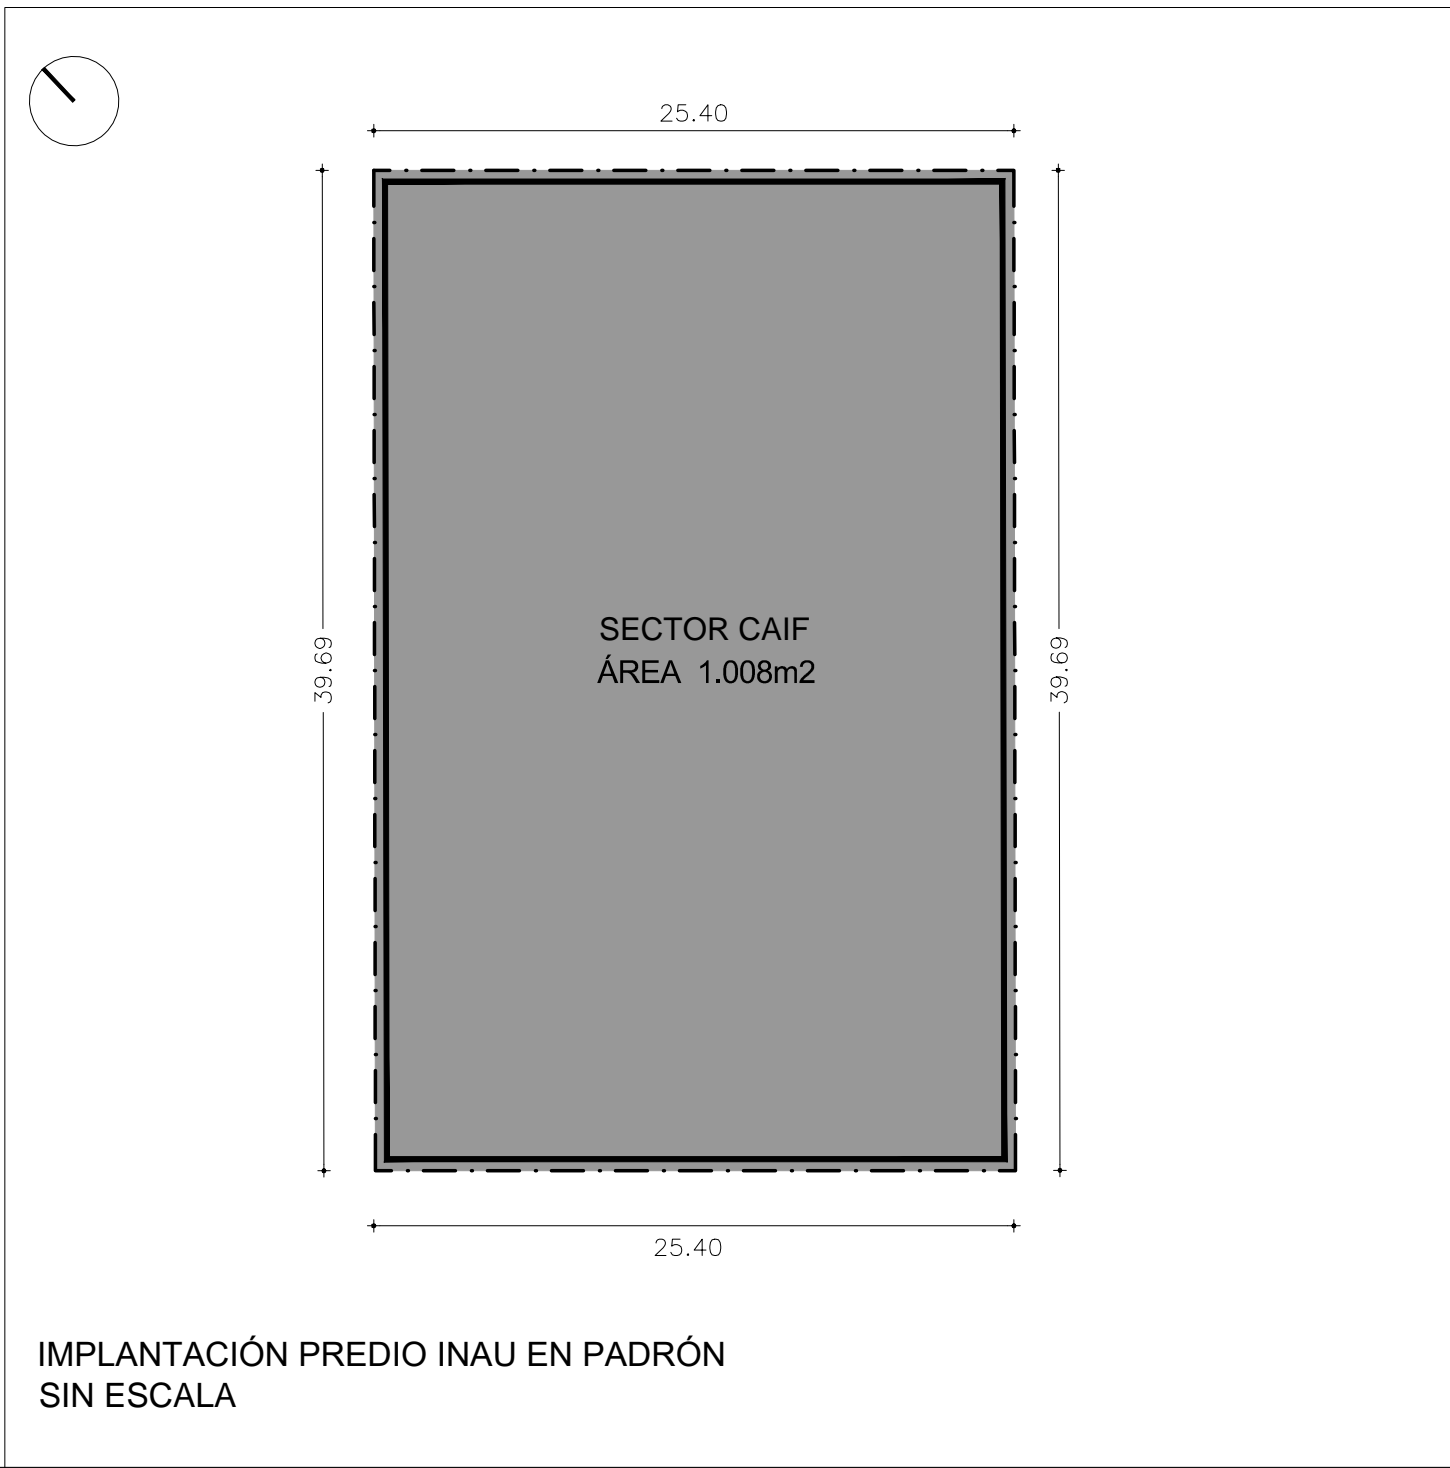 25.40
39.69
39.69
SECTOR CAIF
ÁREA 1.008m2
25.40
IMPLANTACIÓN PREDIO INAU EN PADRÓN
SIN ESCALA